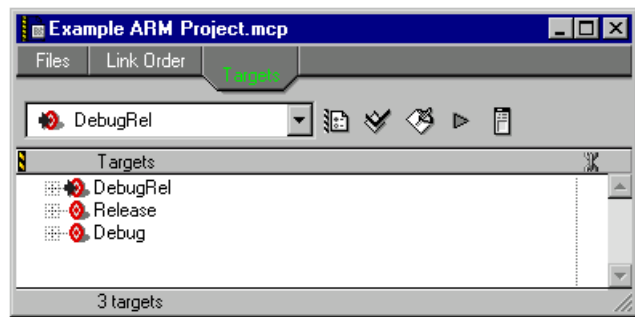 Example ARM Project.mcp
Files Link Order Targets
DebugRel
Targets
DebugRel
Release
Debug
3 targets